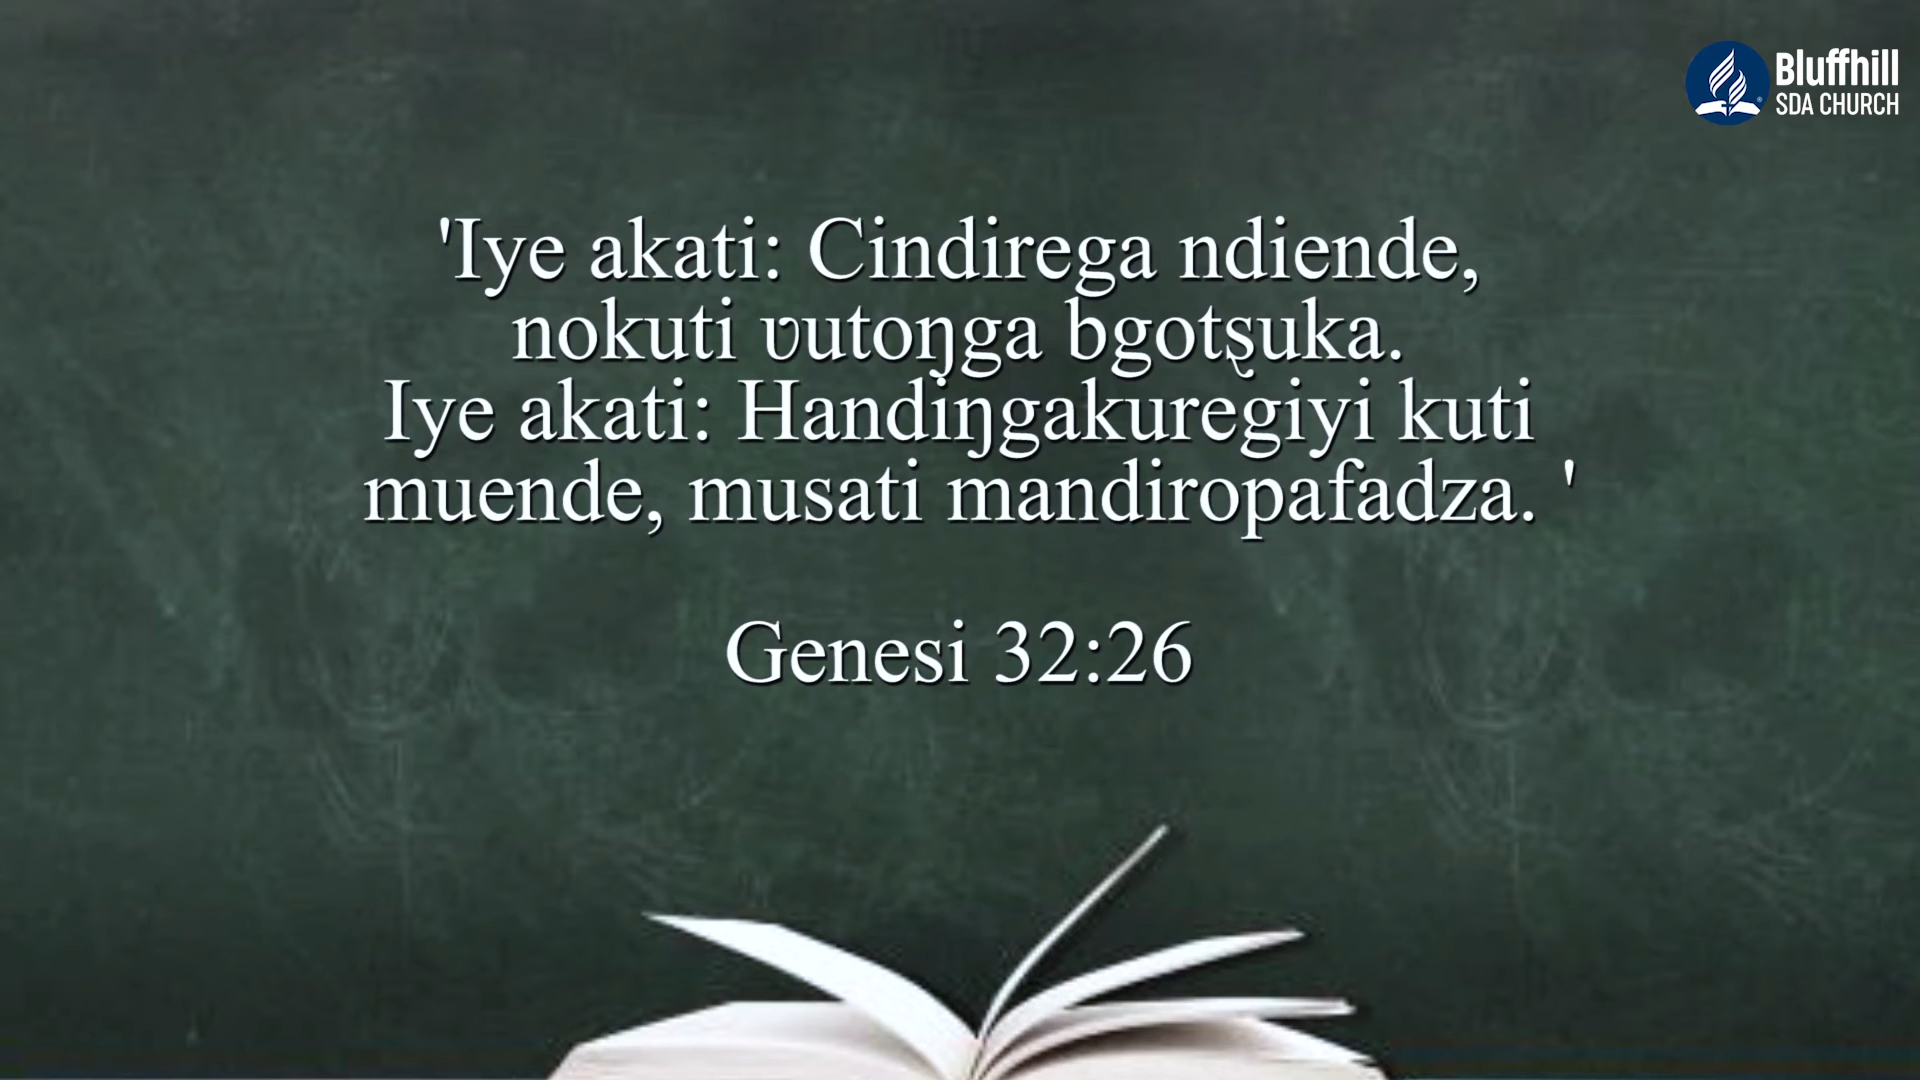 Bluffhill
SDA CHURCH
'Iye akati: Cindirega ndiende,
nokuti ʋutoŋga bgotȿuka.
Iye akati: Handiŋgakuregiyi kuti
muende, musati mandiropafadza. '
Genesi 32:26